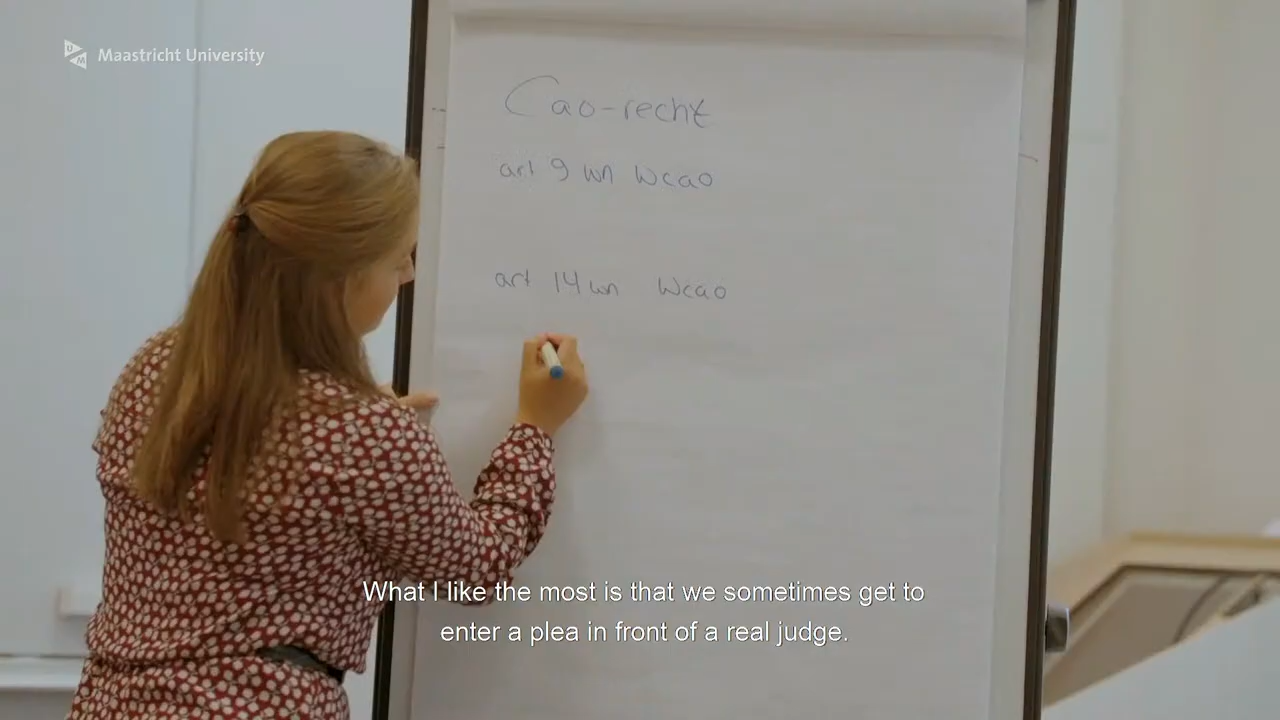 Maastricht University
Cao-recht
art 9 wn Wcao
art 14 wn Wcao
What I like the most is that we sometimes get to
enter a plea in front of a real judge.